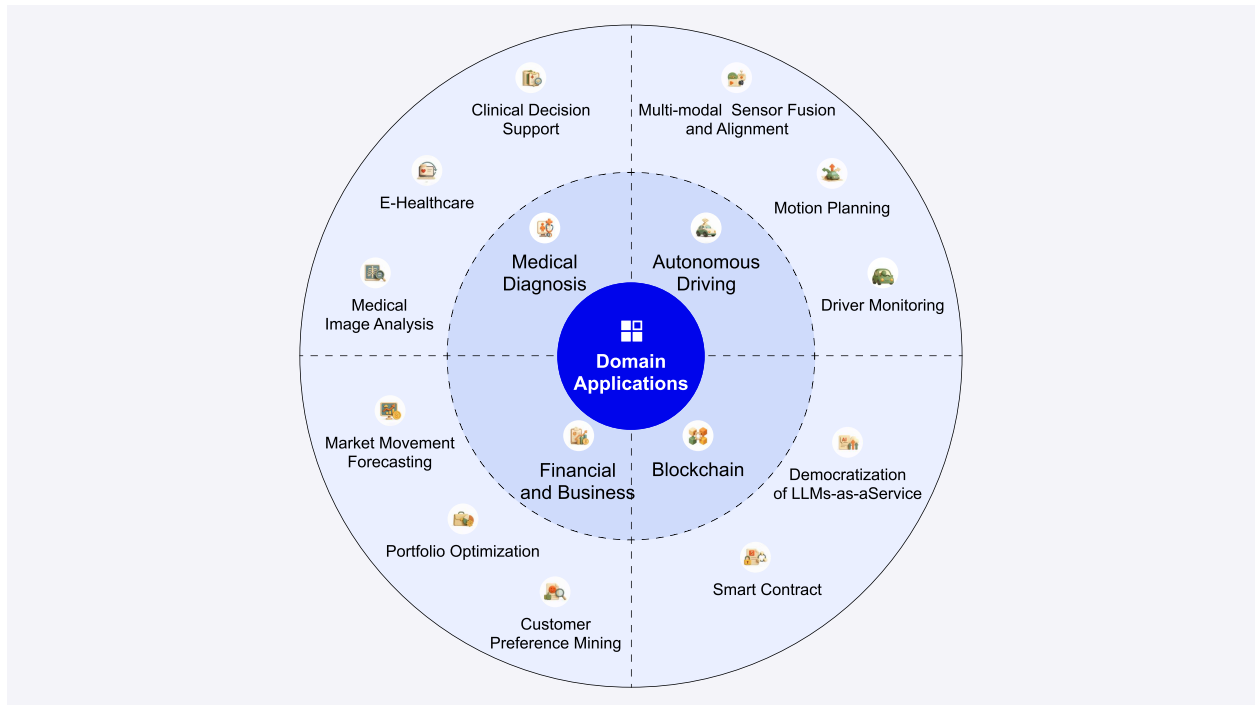 Clinical Decision
Support
Multi-modal Sensor Fusion
and Alignment
E-Healthcare
Motion Planning
Medical
Image Analysis
Driver Monitoring
Medical
Diagnosis
Autonomous
Driving
Domain
Applications
Financial
and Business
Blockchain
Market Movement
Forecasting
Democratization
of LLMs-as-aService
Portfolio Optimization
Smart Contract
Customer
Preference Mining